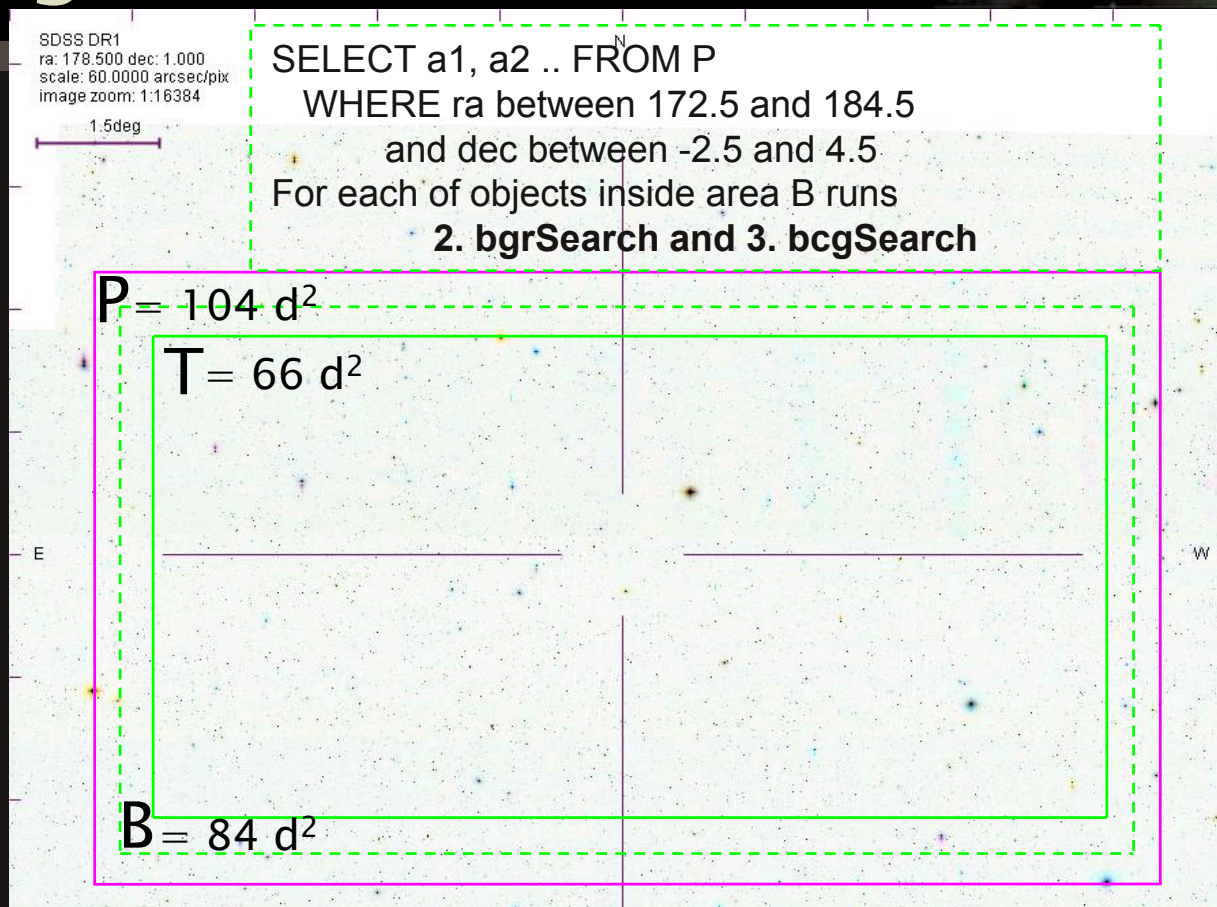 SDSS DR1
ra: 178.500 dec: 1.000
scale: 60.0000 arcsec/pix
image zoom: 1:16384
1.5deg
N
SELECT a1, a2 .. FROM P
WHERE ra between 172.5 and 184.5
and dec between -2.5 and 4.5
For each of objects inside area B runs
2. bgrSearch and 3. bcgSearch
P= 104 d²
T= 66 d²
E
W
B= 84 d²